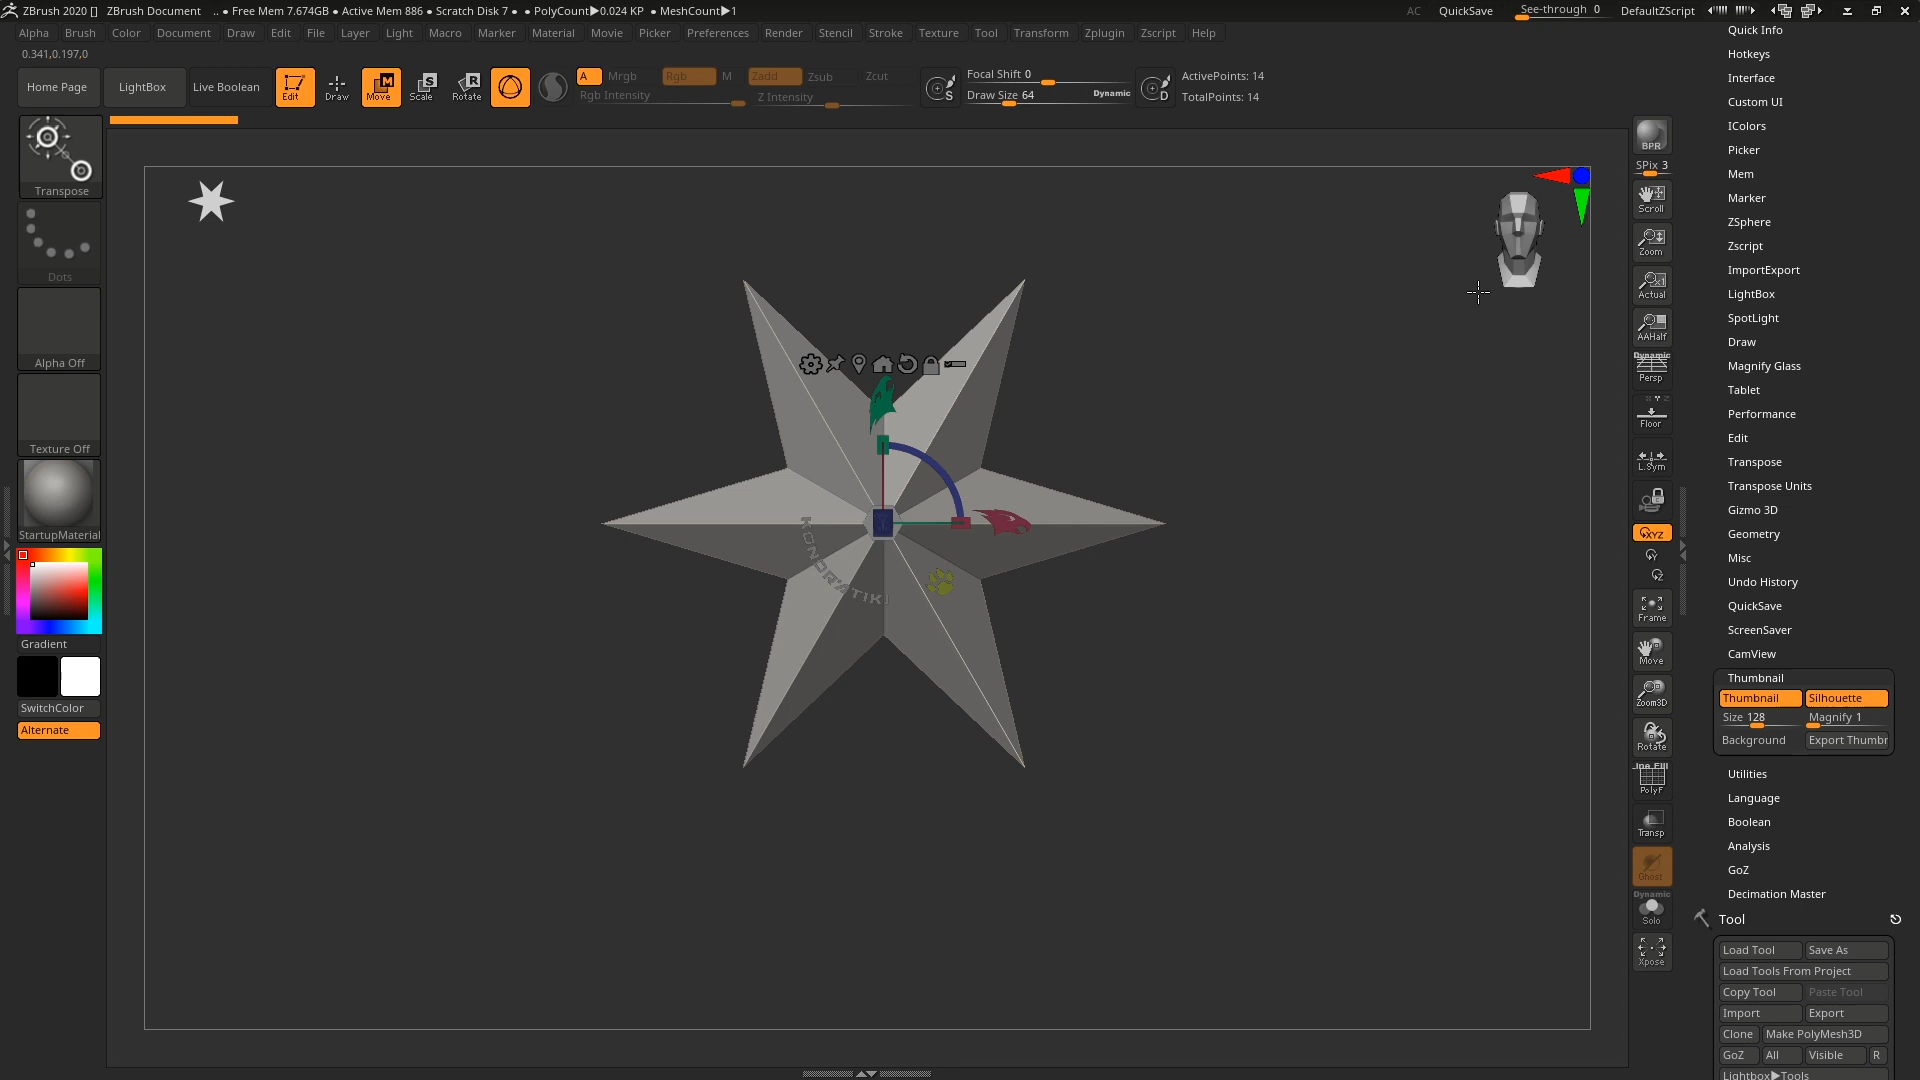 ZBrush 2020 [] ZBrush Document .. • Free Mem 7.674GB • Active Mem 886 • Scratch Disk 7 • • PolyCount▶0.024 KP • MeshCount▶1 AC QuickSave See-through 0 DefaultZScript
Alpha Brush Color Document Draw Edit File Layer Light Macro Marker Material Movie Picker Preferences Render Stencil Stroke Texture Tool Transform Zplugin Zscript Help
0.341,0.197,0
Home Page LightBox Live Boolean Edit Draw Move Scale Rotate
A Mrgb Rgb M Zadd Zsub Zcut
Rgb Intensity Z Intensity
Focal Shift 0
Draw Size 64 Dynamic
ActivePoints: 14
TotalPoints: 14
Transpose
Dots
Alpha Off
Texture Off
StartupMaterial
Gradient
SwitchColor
Alternate
KONDRATIKI
BPR
SPix 3
Scroll
Zoom
Actual
AAHalf
Dynamic
Persp
Floor
L.Sym
XYZ
Y
Z
Frame
Move
Zoom3D
Rotate
Line Fill
PolyF
Transp
Ghost
Dynamic
Solo
Xpose
Quick Info
Hotkeys
Interface
Custom UI
IColors
Picker
Mem
Marker
ZSphere
Zscript
ImportExport
LightBox
SpotLight
Draw
Magnify Glass
Tablet
Performance
Edit
Transpose
Transpose Units
Gizmo 3D
Geometry
Misc
Undo History
QuickSave
ScreenSaver
CamView
Thumbnail
Thumbnail Silhouette
Size 128 Magnify 1
Background Export Thumbr
Utilities
Language
Boolean
Analysis
GoZ
Decimation Master
Tool
Load Tool Save As
Load Tools From Project
Copy Tool Paste Tool
Import Export
Clone Make PolyMesh3D
GoZ All Visible R
Lightbox▶Tools